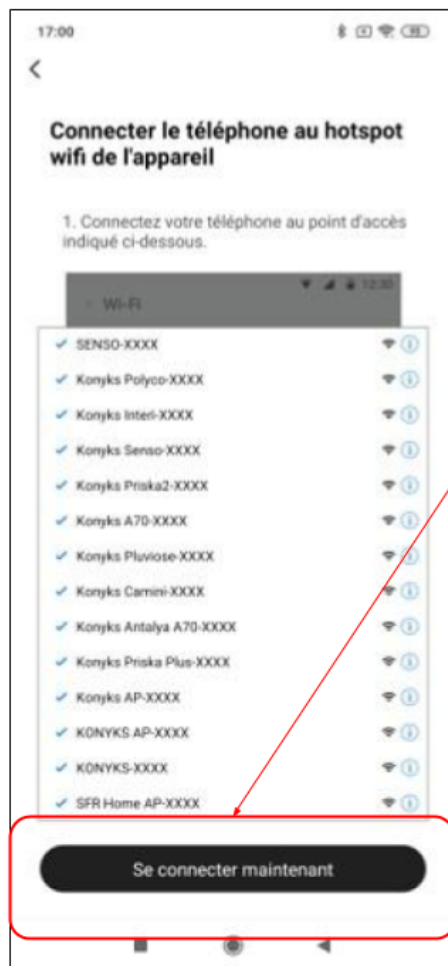 17:00
Connecter le téléphone au hotspot
wifi de l'appareil
1. Connectez votre téléphone au point d'accès
indiqué ci-dessous.
12:30
Wi-Fi
SENSO-XXXX
Konyks Polyco-XXXX
Konyks Interi-XXXX
Konyks Senso-XXXX
Konyks Priska2-XXXX
Konyks A70-XXXX
Konyks Pluviose-XXXX
Konyks Camini-XXXX
Konyks Antalya A70-XXXX
Konyks Priska Plus-XXXX
Konyks AP-XXXX
KONYKS AP-XXXX
KONYKS-XXXX
SFR Home AP-XXXX
Se connecter maintenant